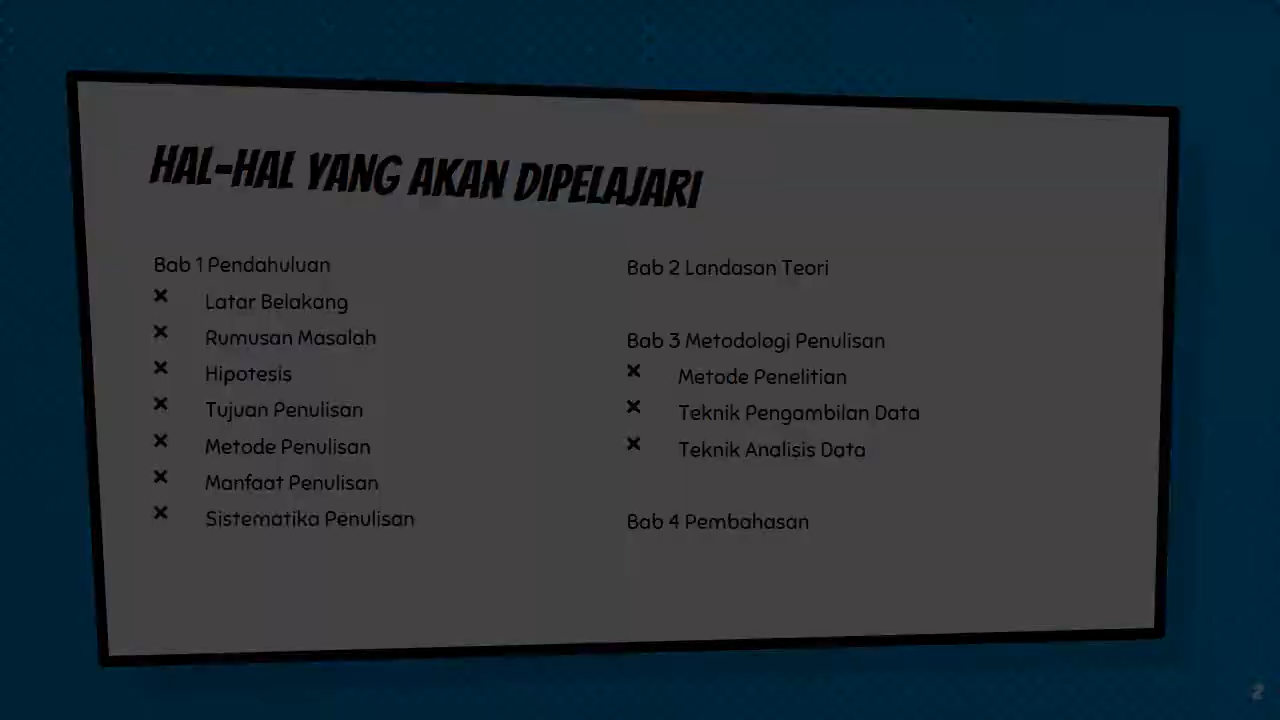 HAL-HAL YANG AKAN DIPELAJARI
Bab 1 Pendahuluan
× Latar Belakang
× Rumusan Masalah
× Hipotesis
× Tujuan Penulisan
× Metode Penulisan
× Manfaat Penulisan
× Sistematika Penulisan
Bab 2 Landasan Teori
Bab 3 Metodologi Penulisan
× Metode Penelitian
× Teknik Pengambilan Data
× Teknik Analisis Data
Bab 4 Pembahasan
2